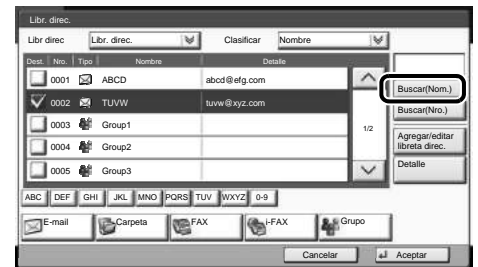 Libr. direc.
Libr direc Libr. direc. Clasificar Nombre
Dest. Nro. Tipo Nombre Detalle
0001 ABCD abcd@efg.com
0002 TUVW tuvw@xyz.com
0003 Group1
0004 Group2
0005 Group3
1/2
Buscar(Nom.)
Buscar(Nro.)
Agregar/editar
libreta direc.
Detalle
ABC DEF GHI JKL MNO PQRS TUV WXYZ 0-9
E-mail Carpeta FAX i-FAX Grupo
Cancelar Aceptar